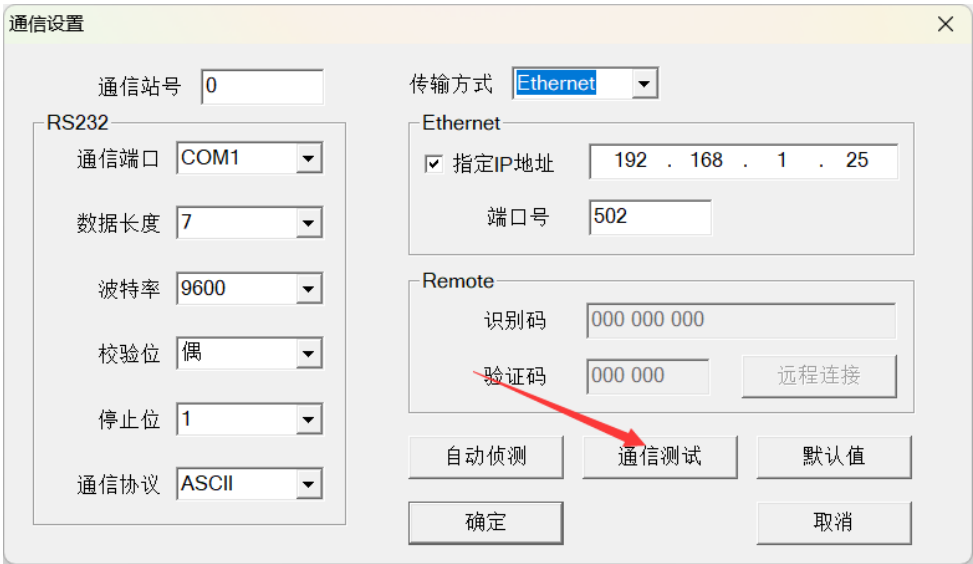 通信设置
通信站号 0
传输方式 Ethernet
RS232
通信端口 COM1
数据长度 7
波特率 9600
校验位 偶
停止位 1
通信协议 ASCII
Ethernet
指定IP地址 192 . 168 . 1 . 25
端口号 502
Remote
识别码 000 000 000
验证码 000 000 远程连接
自动侦测 通信测试 默认值
确定 取消